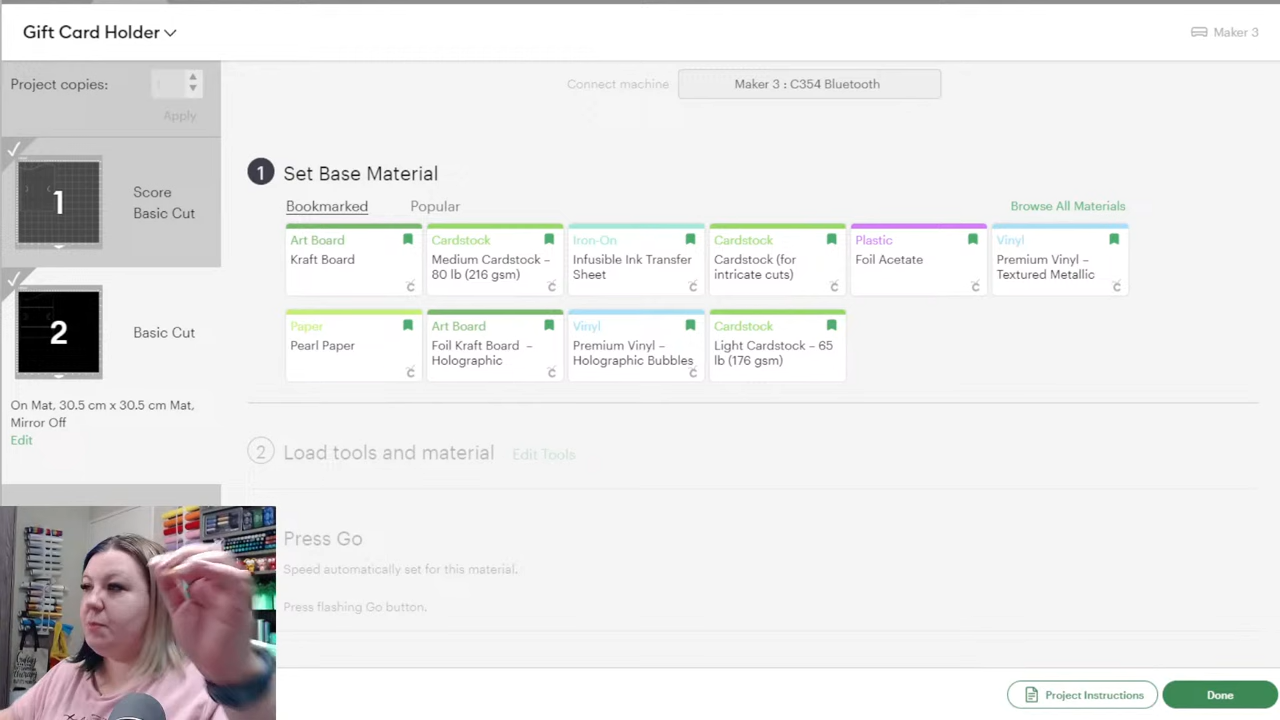 Gift Card Holder
Maker 3
Project copies:
Apply
Connect machine
Maker 3 : C354 Bluetooth
1
Score
Basic Cut
2
Basic Cut
On Mat, 30.5 cm x 30.5 cm Mat,
Mirror Off
Edit
1 Set Base Material
Bookmarked Popular Browse All Materials
Art Board
Kraft Board
Cardstock
Medium Cardstock –
80 lb (216 gsm)
Iron-On
Infusible Ink Transfer
Sheet
Cardstock
Cardstock (for
intricate cuts)
Plastic
Foil Acetate
Vinyl
Premium Vinyl –
Textured Metallic
Paper
Pearl Paper
Art Board
Foil Kraft Board –
Holographic
Vinyl
Premium Vinyl –
Holographic Bubbles
Cardstock
Light Cardstock – 65
lb (176 gsm)
2 Load tools and material Edit Tools
Press Go
Speed automatically set for this material.
Press flashing Go button.
Project Instructions
Done